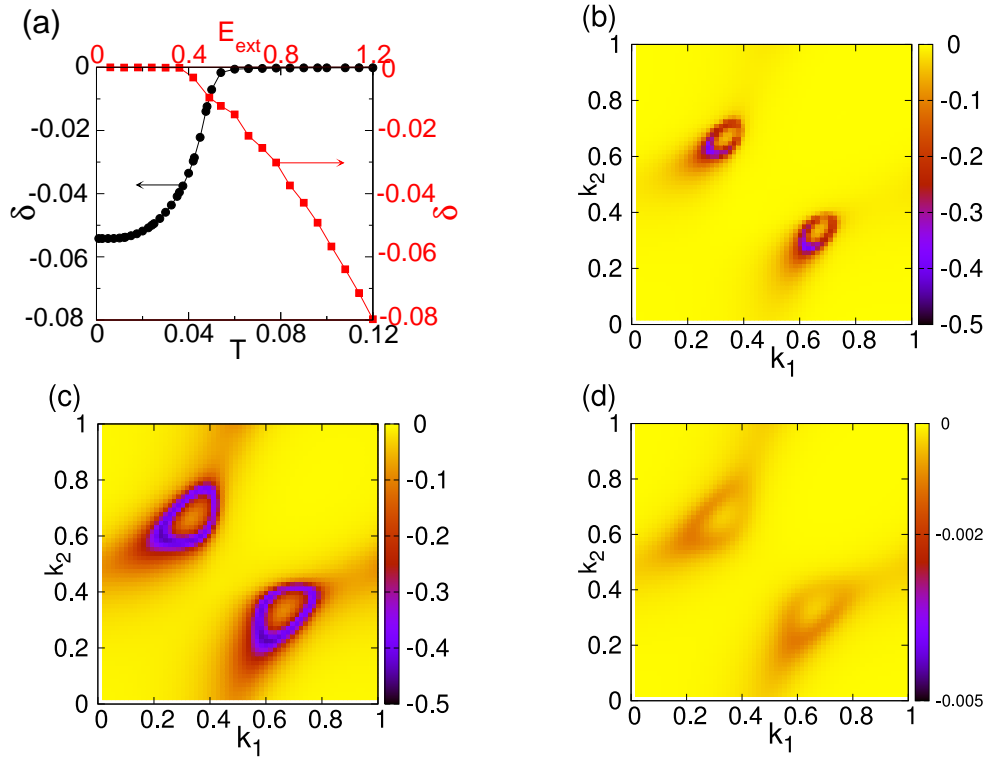 (a)
E_ext
0 0.4 0.8 1.2
0 0
-0.02 -0.02
-0.04 -0.04
δ δ
-0.06 -0.06
-0.08 -0.08
0 0.04 0.08 0.12
T
(b)
1 0
0.8 -0.1
0.6 -0.2
k_2
0.4 -0.3
0.2 -0.4
0 -0.5
0 0.2 0.4 0.6 0.8 1
k_1
(c)
1 0
0.8 -0.1
0.6 -0.2
k_2
0.4 -0.3
0.2 -0.4
0 -0.5
0 0.2 0.4 0.6 0.8 1
k_1
(d)
1 0
0.8
0.6 -0.002
k_2
0.4
0.2
0 -0.005
0 0.2 0.4 0.6 0.8 1
k_1